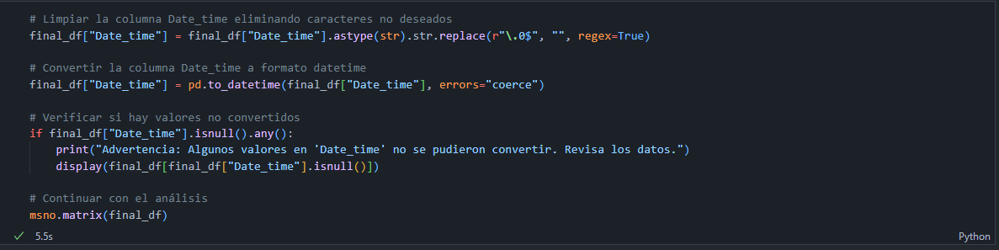 # Limpiar la columna Date_time eliminando caracteres no deseados
final_df["Date_time"] = final_df["Date_time"].astype(str).str.replace(r"\.0$", "", regex=True)
# Convertir la columna Date_time a formato datetime
final_df["Date_time"] = pd.to_datetime(final_df["Date_time"], errors="coerce")
# Verificar si hay valores no convertidos
if final_df["Date_time"].isnull().any():
    print("Advertencia: Algunos valores en 'Date_time' no se pudieron convertir. Revisa los datos.")
    display(final_df[final_df["Date_time"].isnull()])
# Continuar con el análisis
msno.matrix(final_df)
5.5s
Python